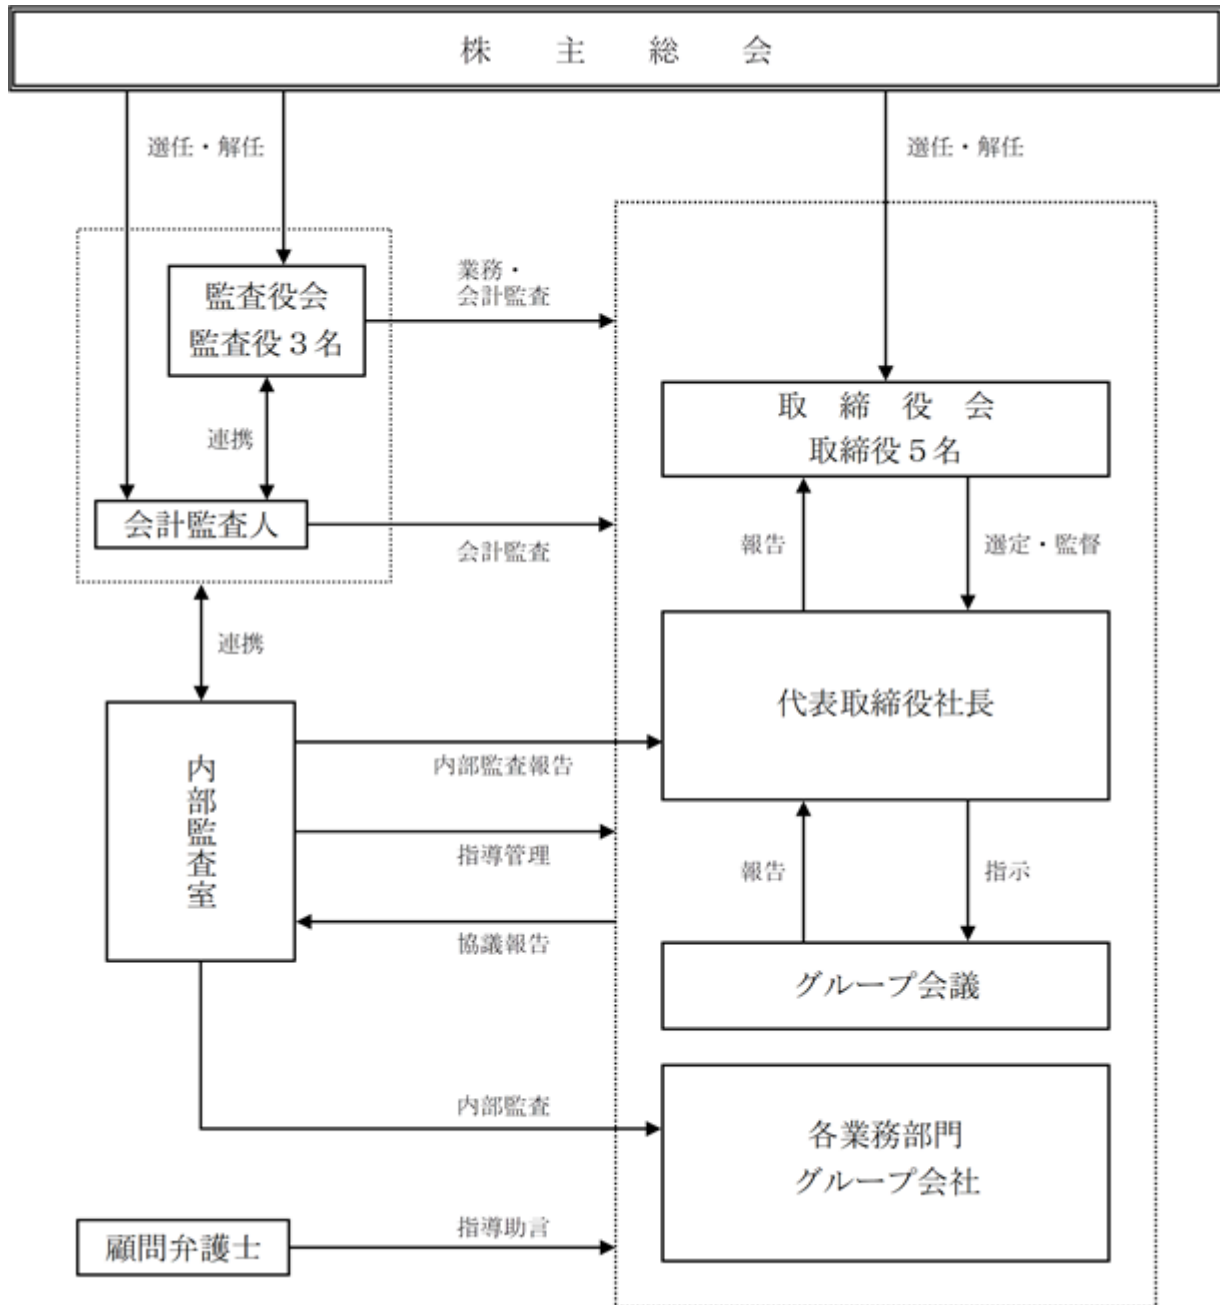 株主総会
選任・解任
選任・解任
監査役会
監査役３名
業務・
会計監査
取締役会
取締役５名
連携
会計監査人
会計監査
報告
選定・監督
連携
代表取締役社長
内部監査室
内部監査報告
指導管理
報告
指示
協議報告
グループ会議
内部監査
各業務部門
グループ会社
顧問弁護士
指導助言